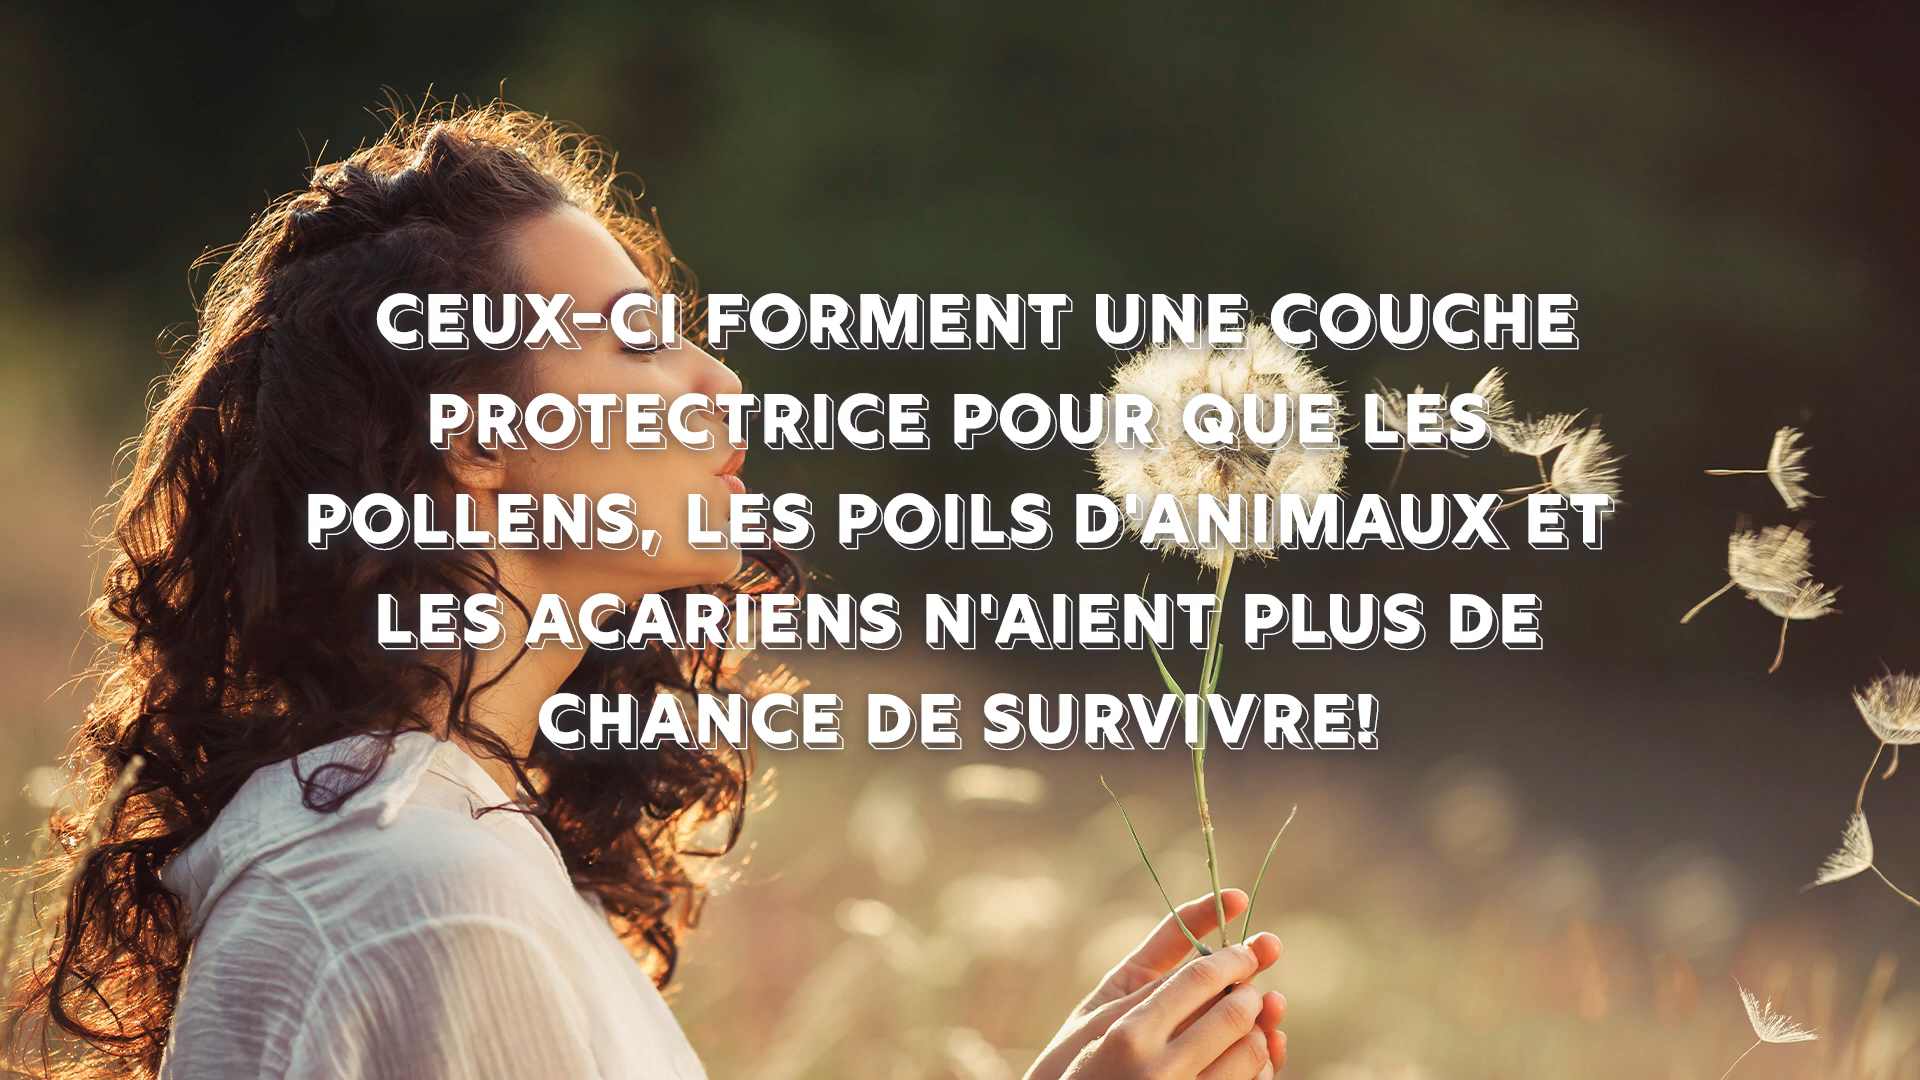 CEUX-CI FORMENT UNE COUCHE
PROTECTRICE POUR QUE LES
POLLENS, LES POILS D'ANIMAUX ET
LES ACARIENS N'AIENT PLUS DE
CHANCE DE SURVIVRE!